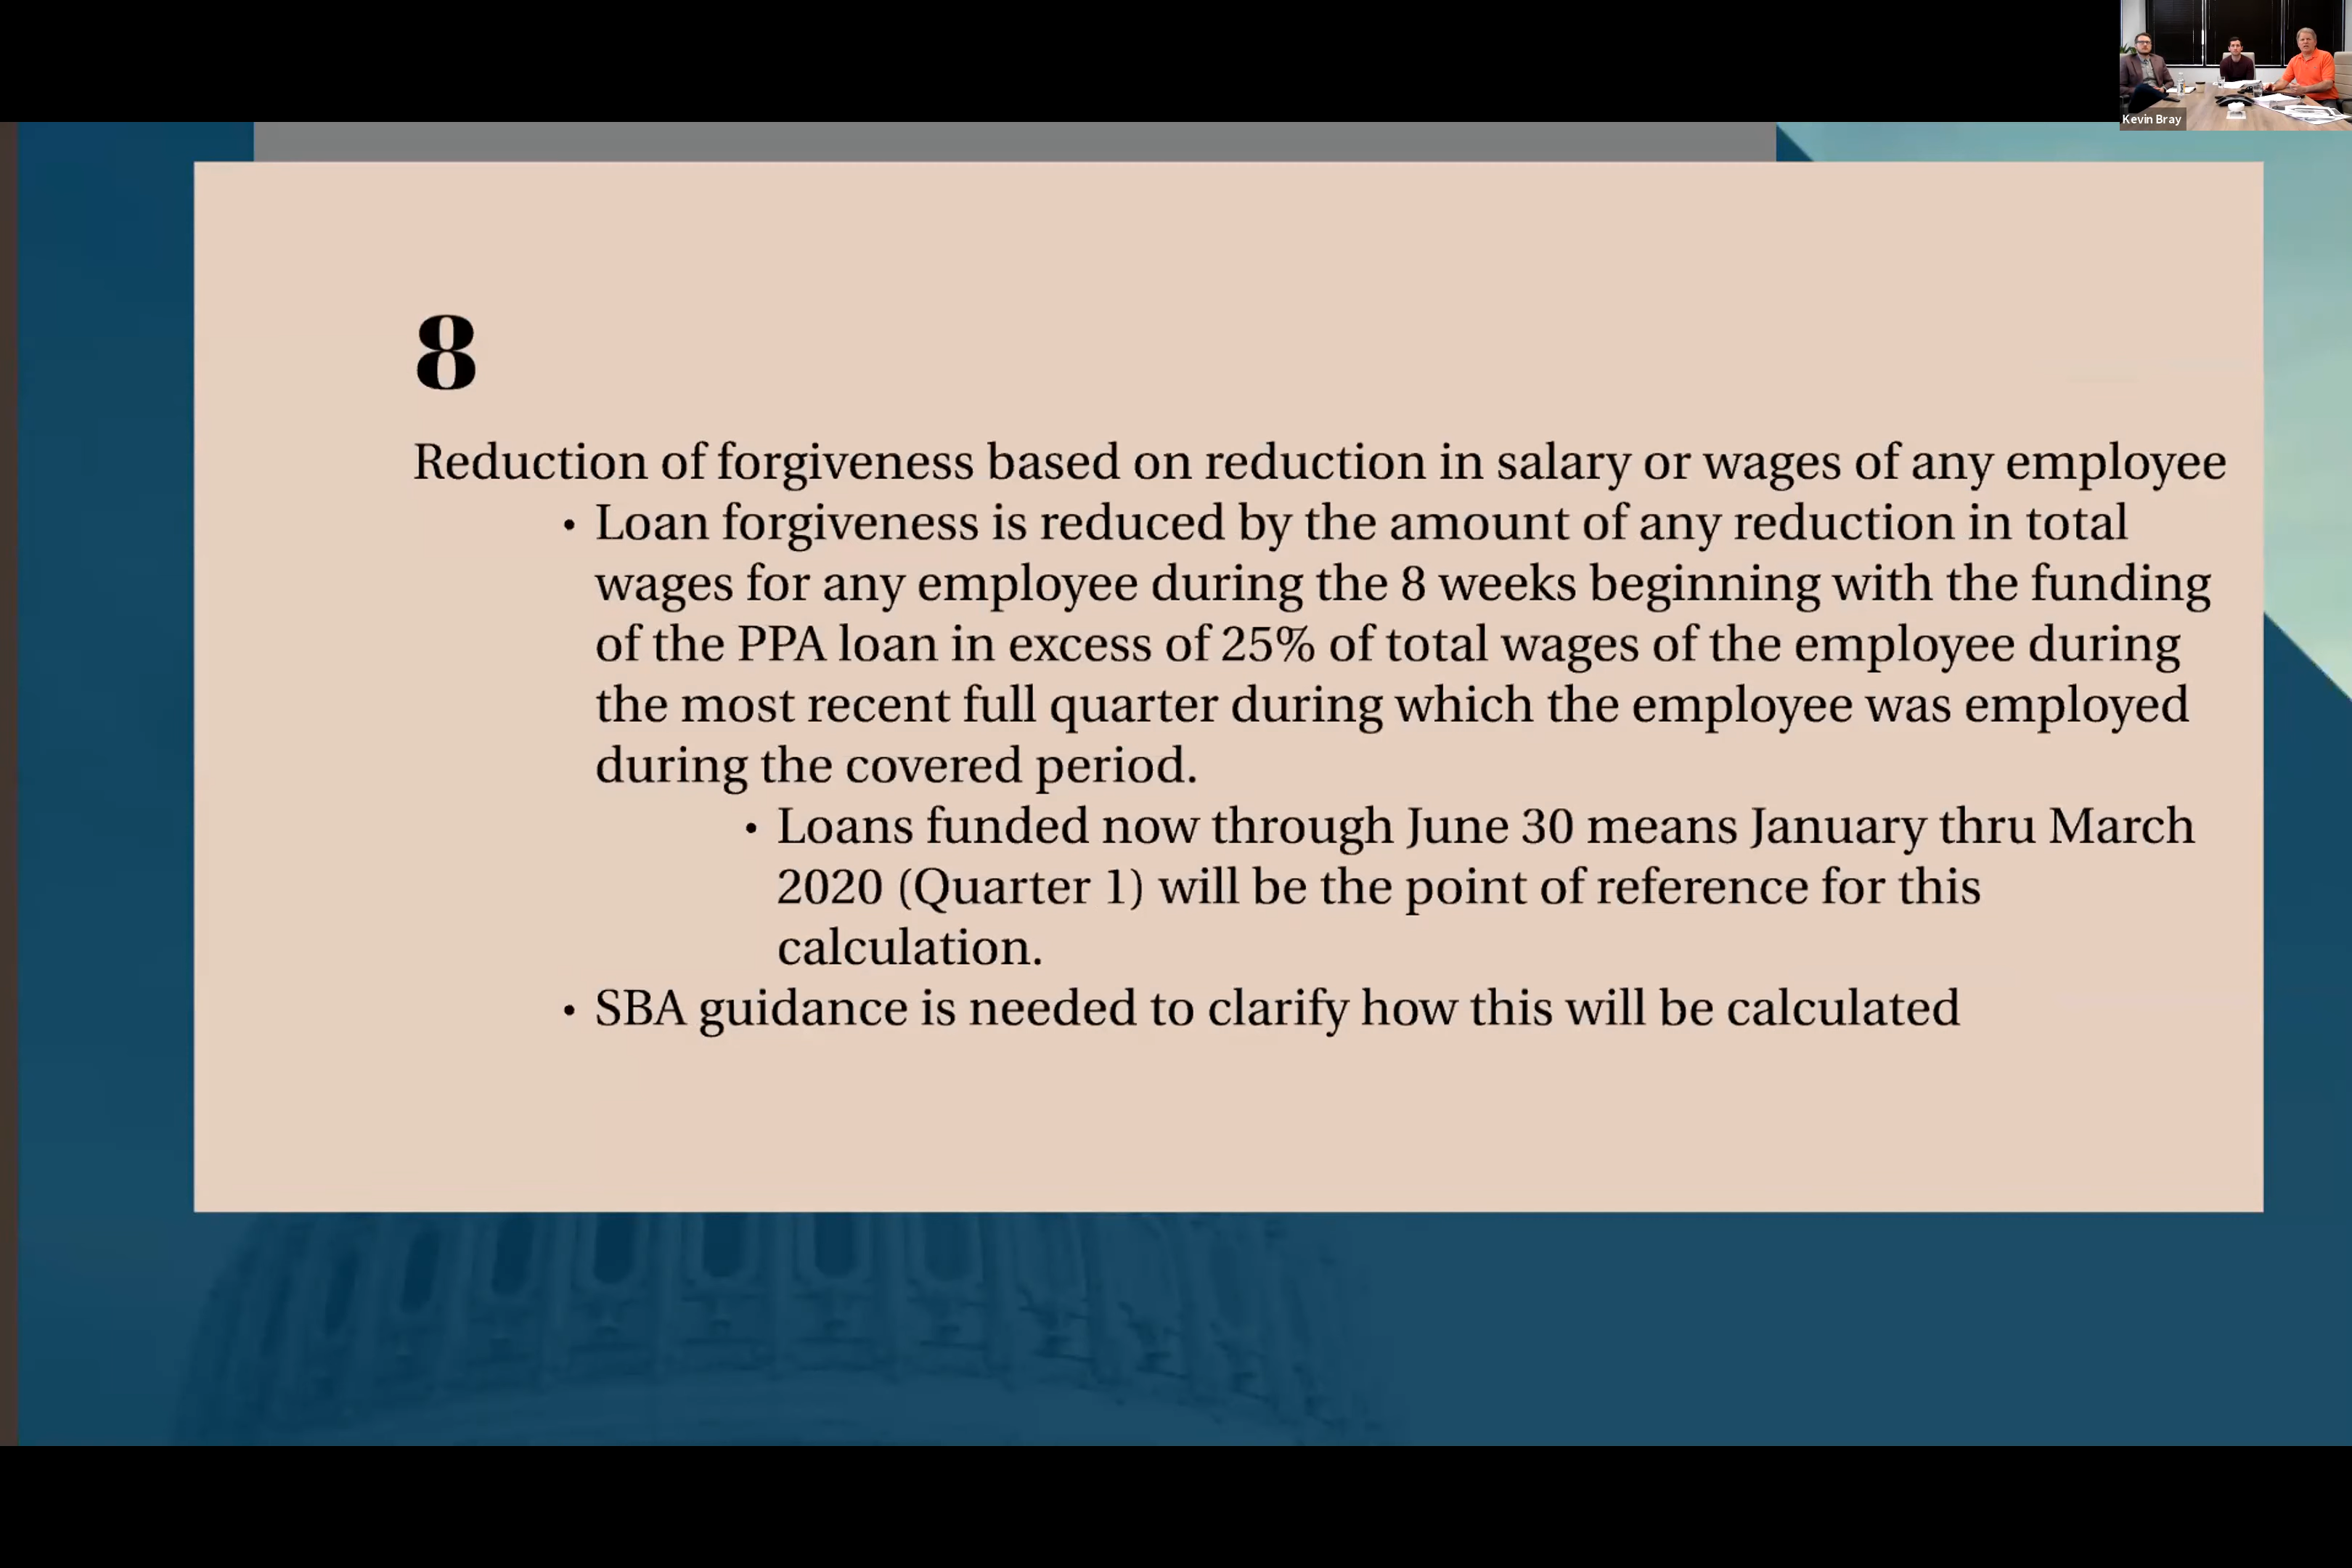 Kevin Bray
8
Reduction of forgiveness based on reduction in salary or wages of any employee
• Loan forgiveness is reduced by the amount of any reduction in total
wages for any employee during the 8 weeks beginning with the funding
of the PPA loan in excess of 25% of total wages of the employee during
the most recent full quarter during which the employee was employed
during the covered period.
• Loans funded now through June 30 means January thru March
2020 (Quarter 1) will be the point of reference for this
calculation.
• SBA guidance is needed to clarify how this will be calculated